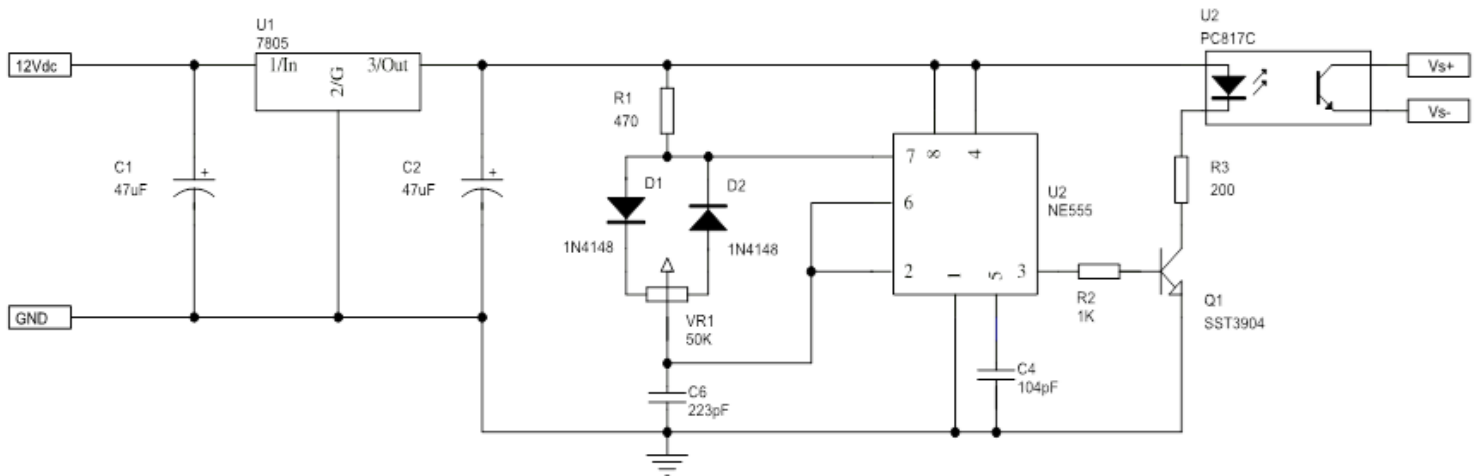 U1
7805
12Vdc
1/In
2/G
3/Out
C1
47uF
C2
47uF
GND
R1
470
D1
1N4148
D2
1N4148
VR1
50K
C6
223pF
7
8
4
6
2
1
5
3
U2
NE555
C4
104pF
R2
1K
Q1
SST3904
R3
200
U2
PC817C
Vs+
Vs-